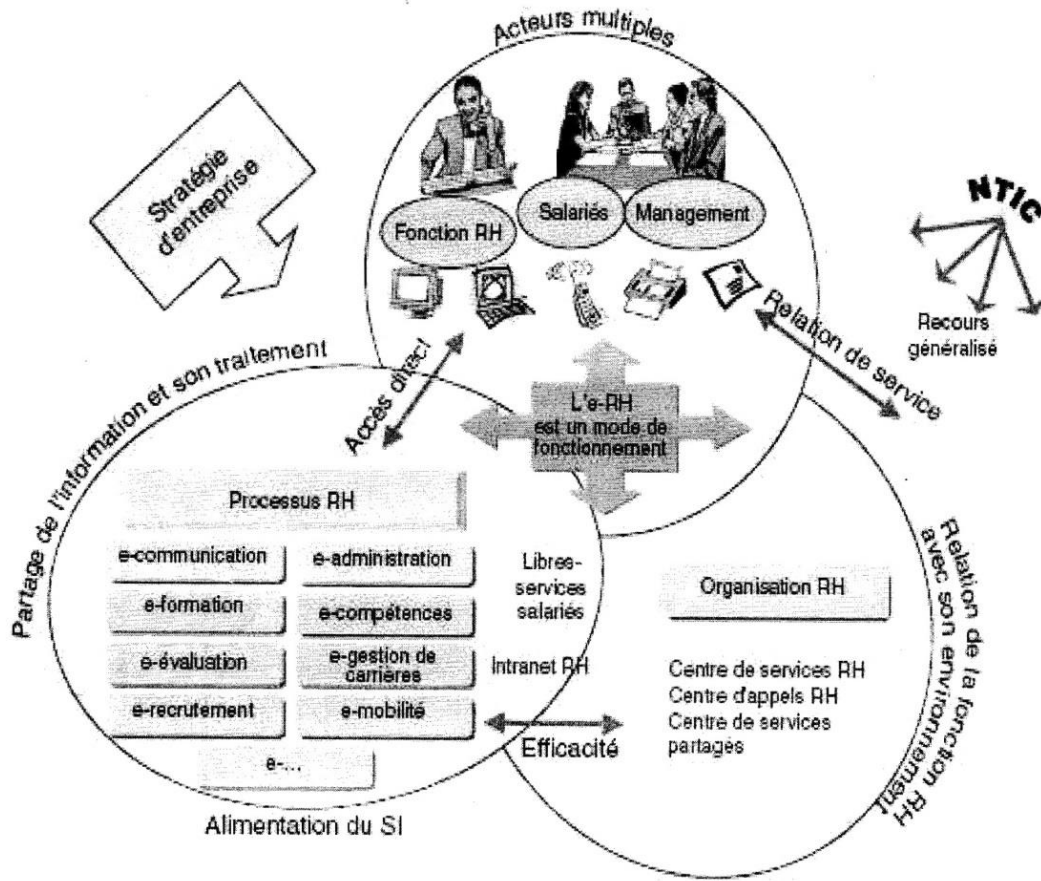 Acteurs multiples
Stratégie
d'entreprise
Fonction RH
Salariés
Management
NTIC
Recours
généralisé
Relation de service
Accès direct
Partage de l'information et son traitement
L'e-RH
est un mode de
fonctionnement
Processus RH
e-communication
e-administration
e-formation
e-compétences
e-évaluation
e-gestion de
carrières
e-recrutement
e-mobilité
e-...
Libres-
services
salariés
Intranet RH
Efficacité
Alimentation du SI
Organisation RH
Centre de services RH
Centre d'appels RH
Centre de services
partagés
Relation de la fonction RH
avec son environnement